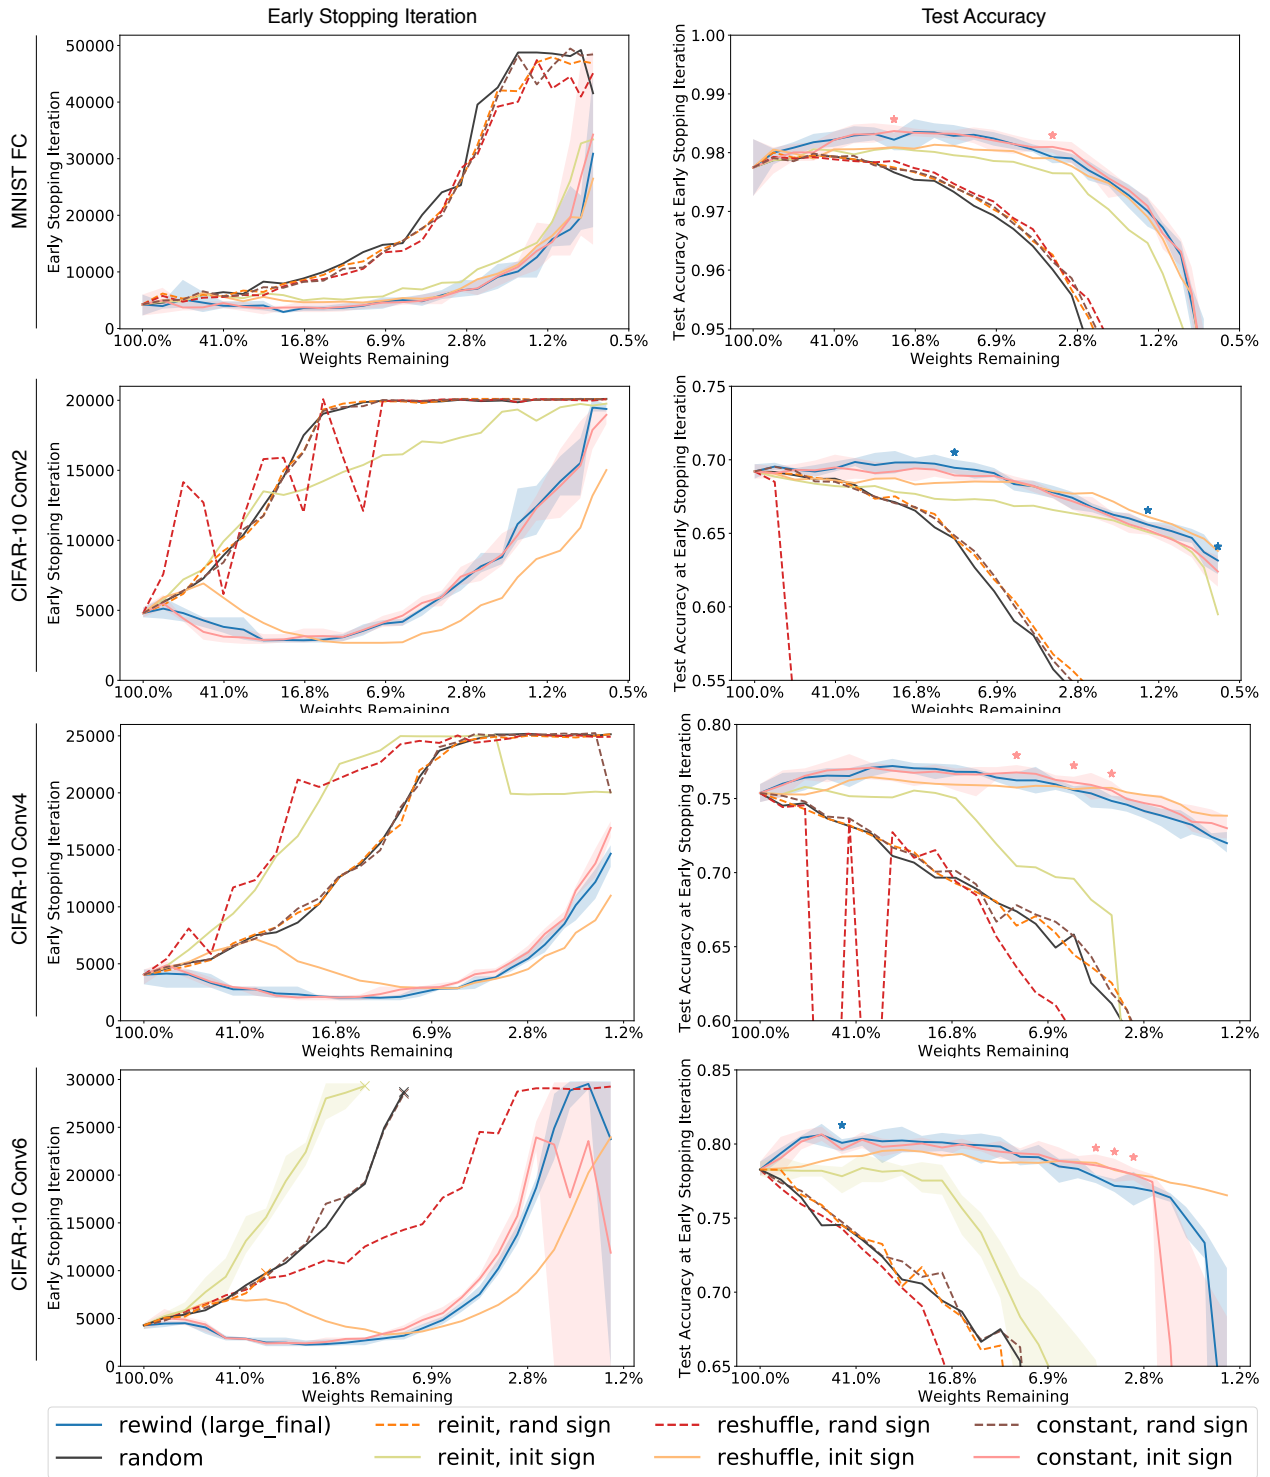 Early Stopping Iteration
Test Accuracy
MNIST FC
Early Stopping Iteration
50000
40000
30000
20000
10000
0
100.0% 41.0% 16.8% 6.9% 2.8% 1.2% 0.5%
Weights Remaining
Test Accuracy at Early Stopping Iteration
1.00
0.99
0.98
0.97
0.96
0.95
100.0% 41.0% 16.8% 6.9% 2.8% 1.2% 0.5%
Weights Remaining
CIFAR-10 Conv2
Early Stopping Iteration
20000
15000
10000
5000
0
100.0% 41.0% 16.8% 6.9% 2.8% 1.2% 0.5%
Weights Remaining
Test Accuracy at Early Stopping Iteration
0.75
0.70
0.65
0.60
0.55
100.0% 41.0% 16.8% 6.9% 2.8% 1.2% 0.5%
Weights Remaining
CIFAR-10 Conv4
Early Stopping Iteration
25000
20000
15000
10000
5000
0
100.0% 41.0% 16.8% 6.9% 2.8% 1.2%
Weights Remaining
Test Accuracy at Early Stopping Iteration
0.80
0.75
0.70
0.65
0.60
100.0% 41.0% 16.8% 6.9% 2.8% 1.2%
Weights Remaining
CIFAR-10 Conv6
Early Stopping Iteration
30000
25000
20000
15000
10000
5000
0
100.0% 41.0% 16.8% 6.9% 2.8% 1.2%
Weights Remaining
Test Accuracy at Early Stopping Iteration
0.85
0.80
0.75
0.70
0.65
100.0% 41.0% 16.8% 6.9% 2.8% 1.2%
Weights Remaining
rewind (large_final) reinit, rand sign reshuffle, rand sign constant, rand sign
random reinit, init sign reshuffle, init sign constant, init sign